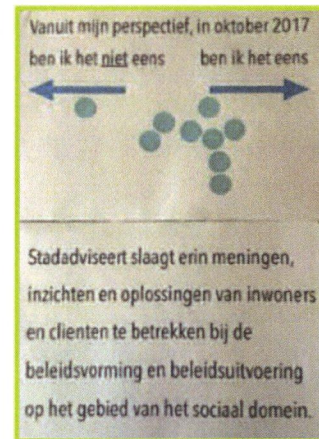 Vanuit mijn perspectief, in oktober 2017
ben ik het niet eens ben ik het eens
Stadadviseert slaagt erin meningen,
inzichten en oplossingen van inwoners
en clienten te betrekken bij de
beleidsvorming en beleidsuitvoering
op het gebied van het sociaal domein.